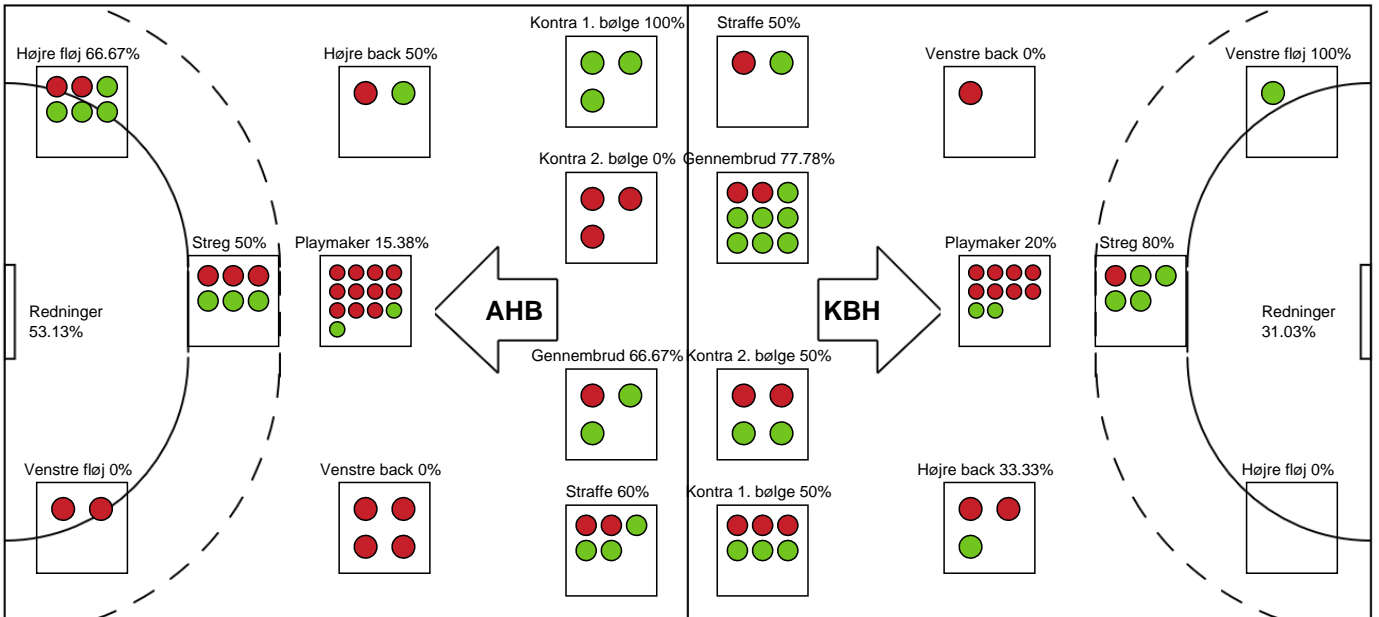 Kontra 1. bølge 100%
Straffe 50%
Højre fløj 66.67%
Højre back 50%
Venstre back 0%
Venstre fløj 100%
Kontra 2. bølge 0%
Gennembrud 77.78%
Streg 50%
Playmaker 15.38%
Playmaker 20%
Streg 80%
Redninger
53.13%
AHB
KBH
Redninger
31.03%
Gennembrud 66.67%
Kontra 2. bølge 50%
Venstre fløj 0%
Venstre back 0%
Højre back 33.33%
Højre fløj 0%
Straffe 60%
Kontra 1. bølge 50%